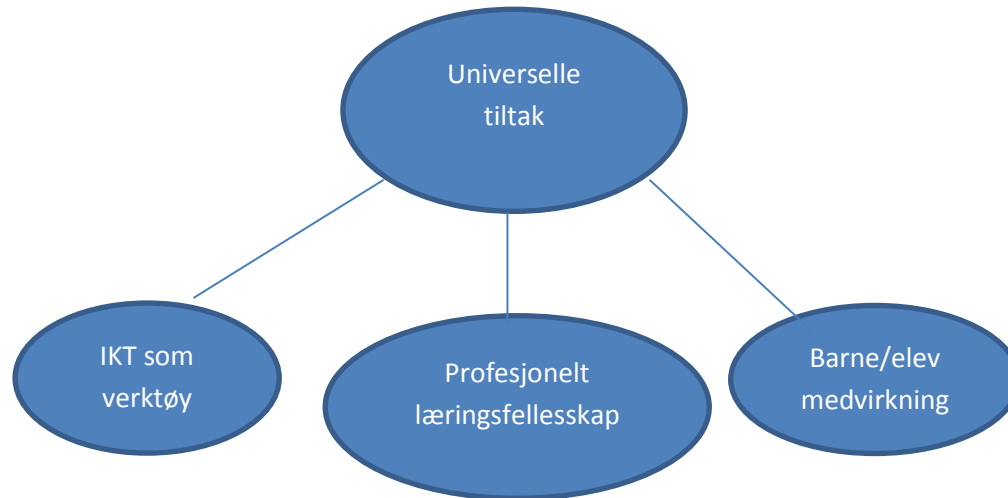 Universelle
tiltak
IKT som
verktøy
Profesjonelt
læringsfellesskap
Barne/elev
medvirkning